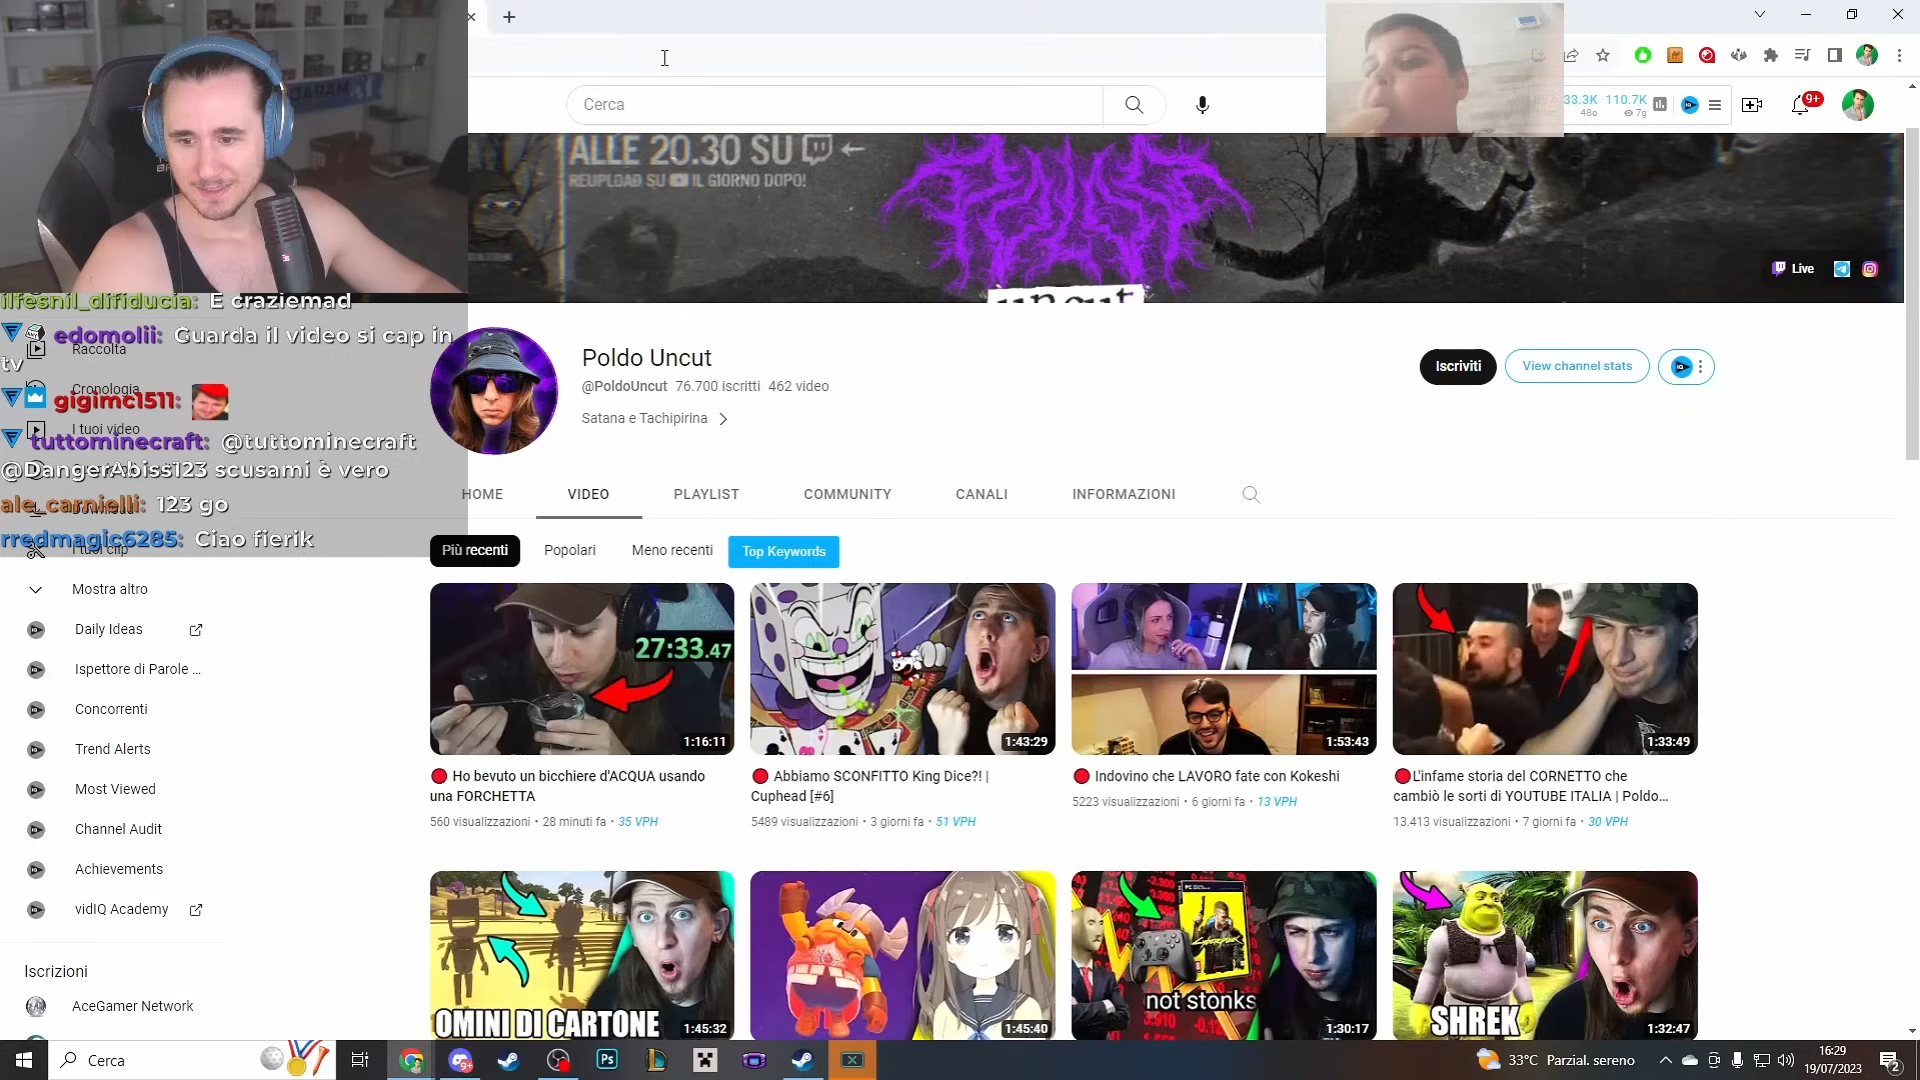 Cerca
33.3K 110.7K
48o 7g
9+
ALLE 20.30 SU
REUPLOAD SU IL GIORNO DOPO!
uncut
Live
ilfesnil_difiducia: E craziemad
edomolii: Guarda il video si cap in
tv
Raccolta
Cronologia
gigimc1511:
I tuoi video
tuttominecraft: @tuttominecraft
@DangerAbiss123 scusami è vero
ale_carnielli: 123 go
rredmagic6285: Ciao fierik
I tuoi clip
Poldo Uncut
@PoldoUncut 76.700 iscritti 462 video
Satana e Tachipirina
Iscriviti
View channel stats
HOME VIDEO PLAYLIST COMMUNITY CANALI INFORMAZIONI
Più recenti Popolari Meno recenti Top Keywords
Mostra altro
Daily Ideas
Ispettore di Parole ...
Concorrenti
Trend Alerts
Most Viewed
Channel Audit
Achievements
vidIQ Academy
Iscrizioni
AceGamer Network
27:33.47
1:16:11
Ho bevuto un bicchiere d'ACQUA usando
una FORCHETTA
560 visualizzazioni • 28 minuti fa • 35 VPH
1:43:29
Abbiamo SCONFITTO King Dice?! |
Cuphead [#6]
5489 visualizzazioni • 3 giorni fa • 51 VPH
1:53:43
Indovino che LAVORO fate con Kokeshi
5223 visualizzazioni • 6 giorni fa • 13 VPH
1:33:49
L'infame storia del CORNETTO che
cambiò le sorti di YOUTUBE ITALIA | Poldo...
13.413 visualizzazioni • 7 giorni fa • 30 VPH
OMINI DI CARTONE
1:45:32
1:45:40
not stonks
1:30:17
SHREK
1:32:47
Cerca
9+
Ps
33°C Parzial. sereno
16:29
19/07/2023
2